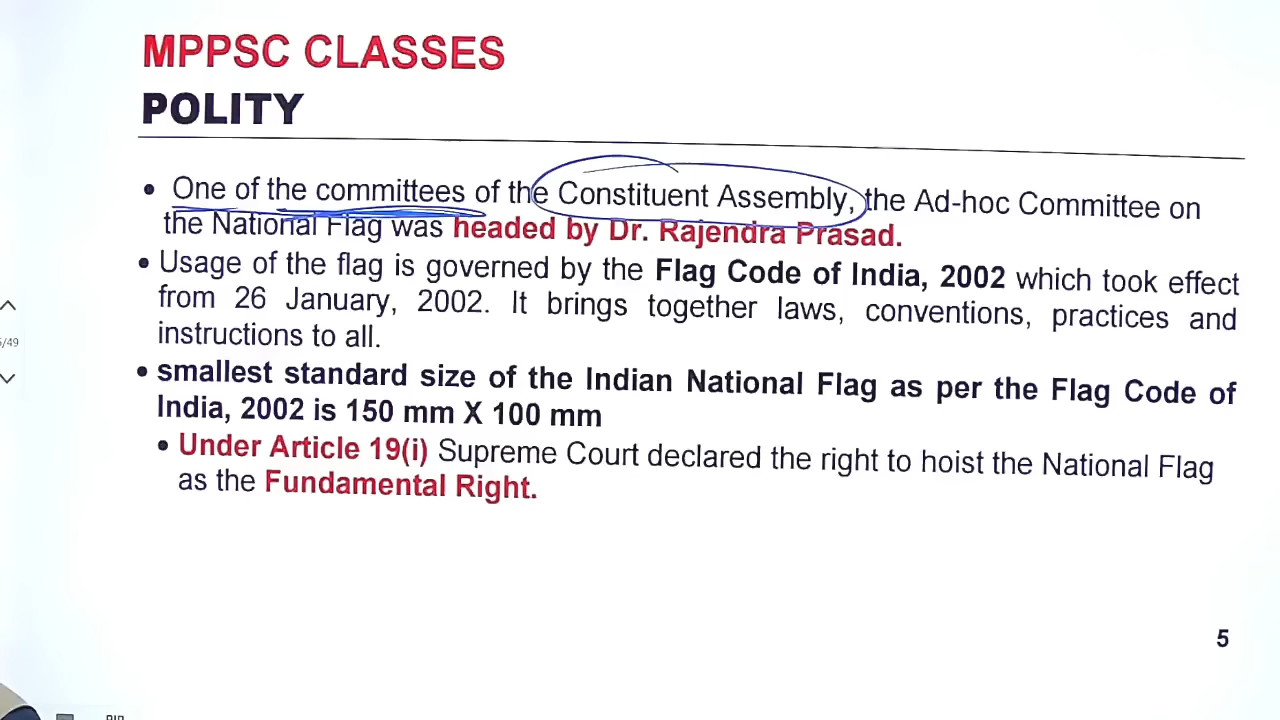 MPPSC CLASSES
POLITY
• One of the committees of the Constituent Assembly, the Ad-hoc Committee on
the National Flag was headed by Dr. Rajendra Prasad.
• Usage of the flag is governed by the Flag Code of India, 2002 which took effect
from 26 January, 2002. It brings together laws, conventions, practices and
instructions to all.
• smallest standard size of the Indian National Flag as per the Flag Code of
India, 2002 is 150 mm X 100 mm
• Under Article 19(i) Supreme Court declared the right to hoist the National Flag
as the Fundamental Right.
/49
5